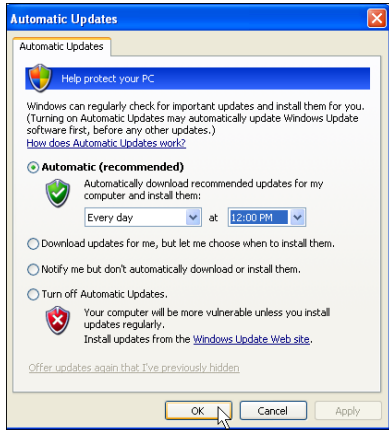 Automatic Updates
Automatic Updates
Help protect your PC
Windows can regularly check for important updates and install them for you.
(Turning on Automatic Updates may automatically update Windows Update
software first, before any other updates.)
How does Automatic Updates work?
Automatic (recommended)
Automatically download recommended updates for my
computer and install them:
Every day at 12:00 PM
Download updates for me, but let me choose when to install them.
Notify me but don't automatically download or install them.
Turn off Automatic Updates.
Your computer will be more vulnerable unless you install
updates regularly.
Install updates from the Windows Update Web site.
Offer updates again that I've previously hidden
OK Cancel Apply